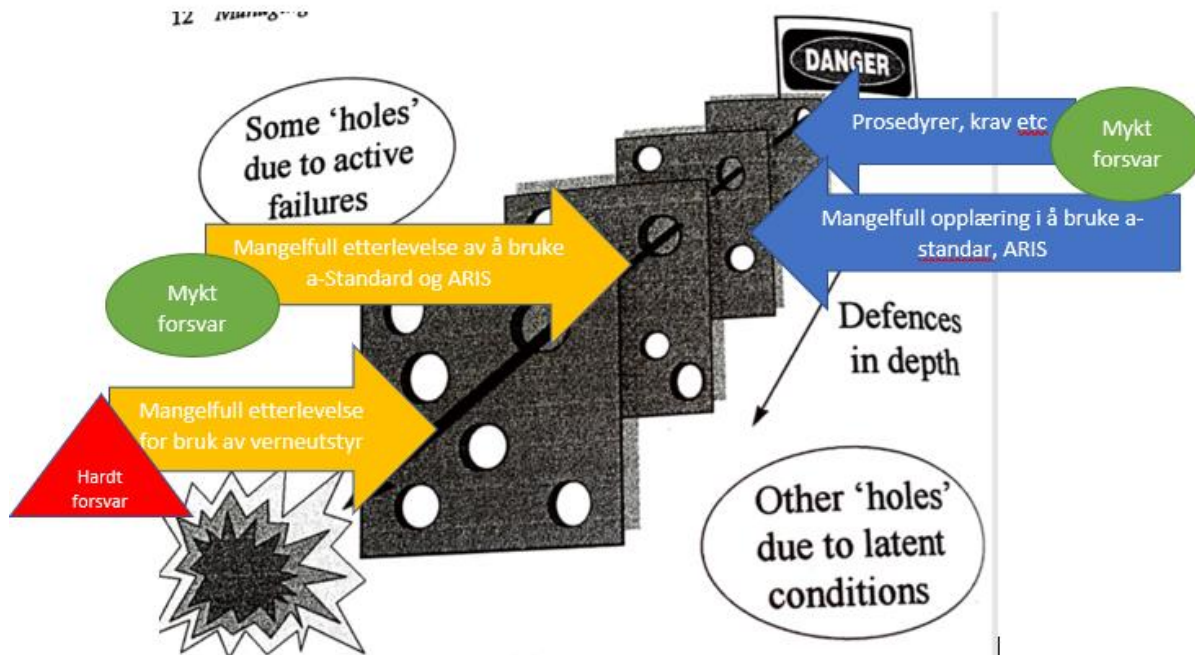 12 Managing
DANGER
Some ‘holes’
due to active
failures
Prosedyrer, krav etc
Mykt
forsvar
Mangelfull opplæring i å bruke a-
standar, ARIS
Mangelfull etterlevelse av å bruke
a-Standard og ARIS
Mykt
forsvar
Defences
in depth
Mangelfull etterlevelse
for bruk av verneutstyr
Hardt
forsvar
Other ‘holes’
due to latent
conditions